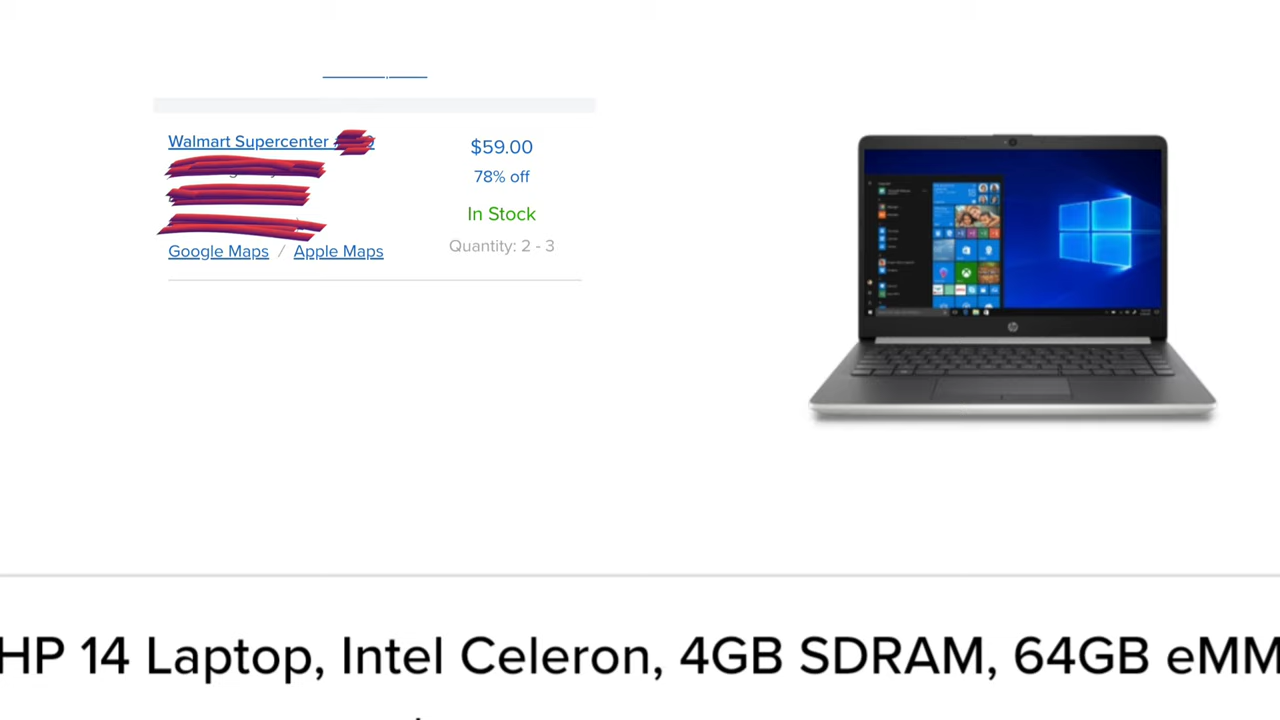 Walmart Supercenter
$59.00
78% off
In Stock
Google Maps / Apple Maps
Quantity: 2 - 3
HP 14 Laptop, Intel Celeron, 4GB SDRAM, 64GB eMM